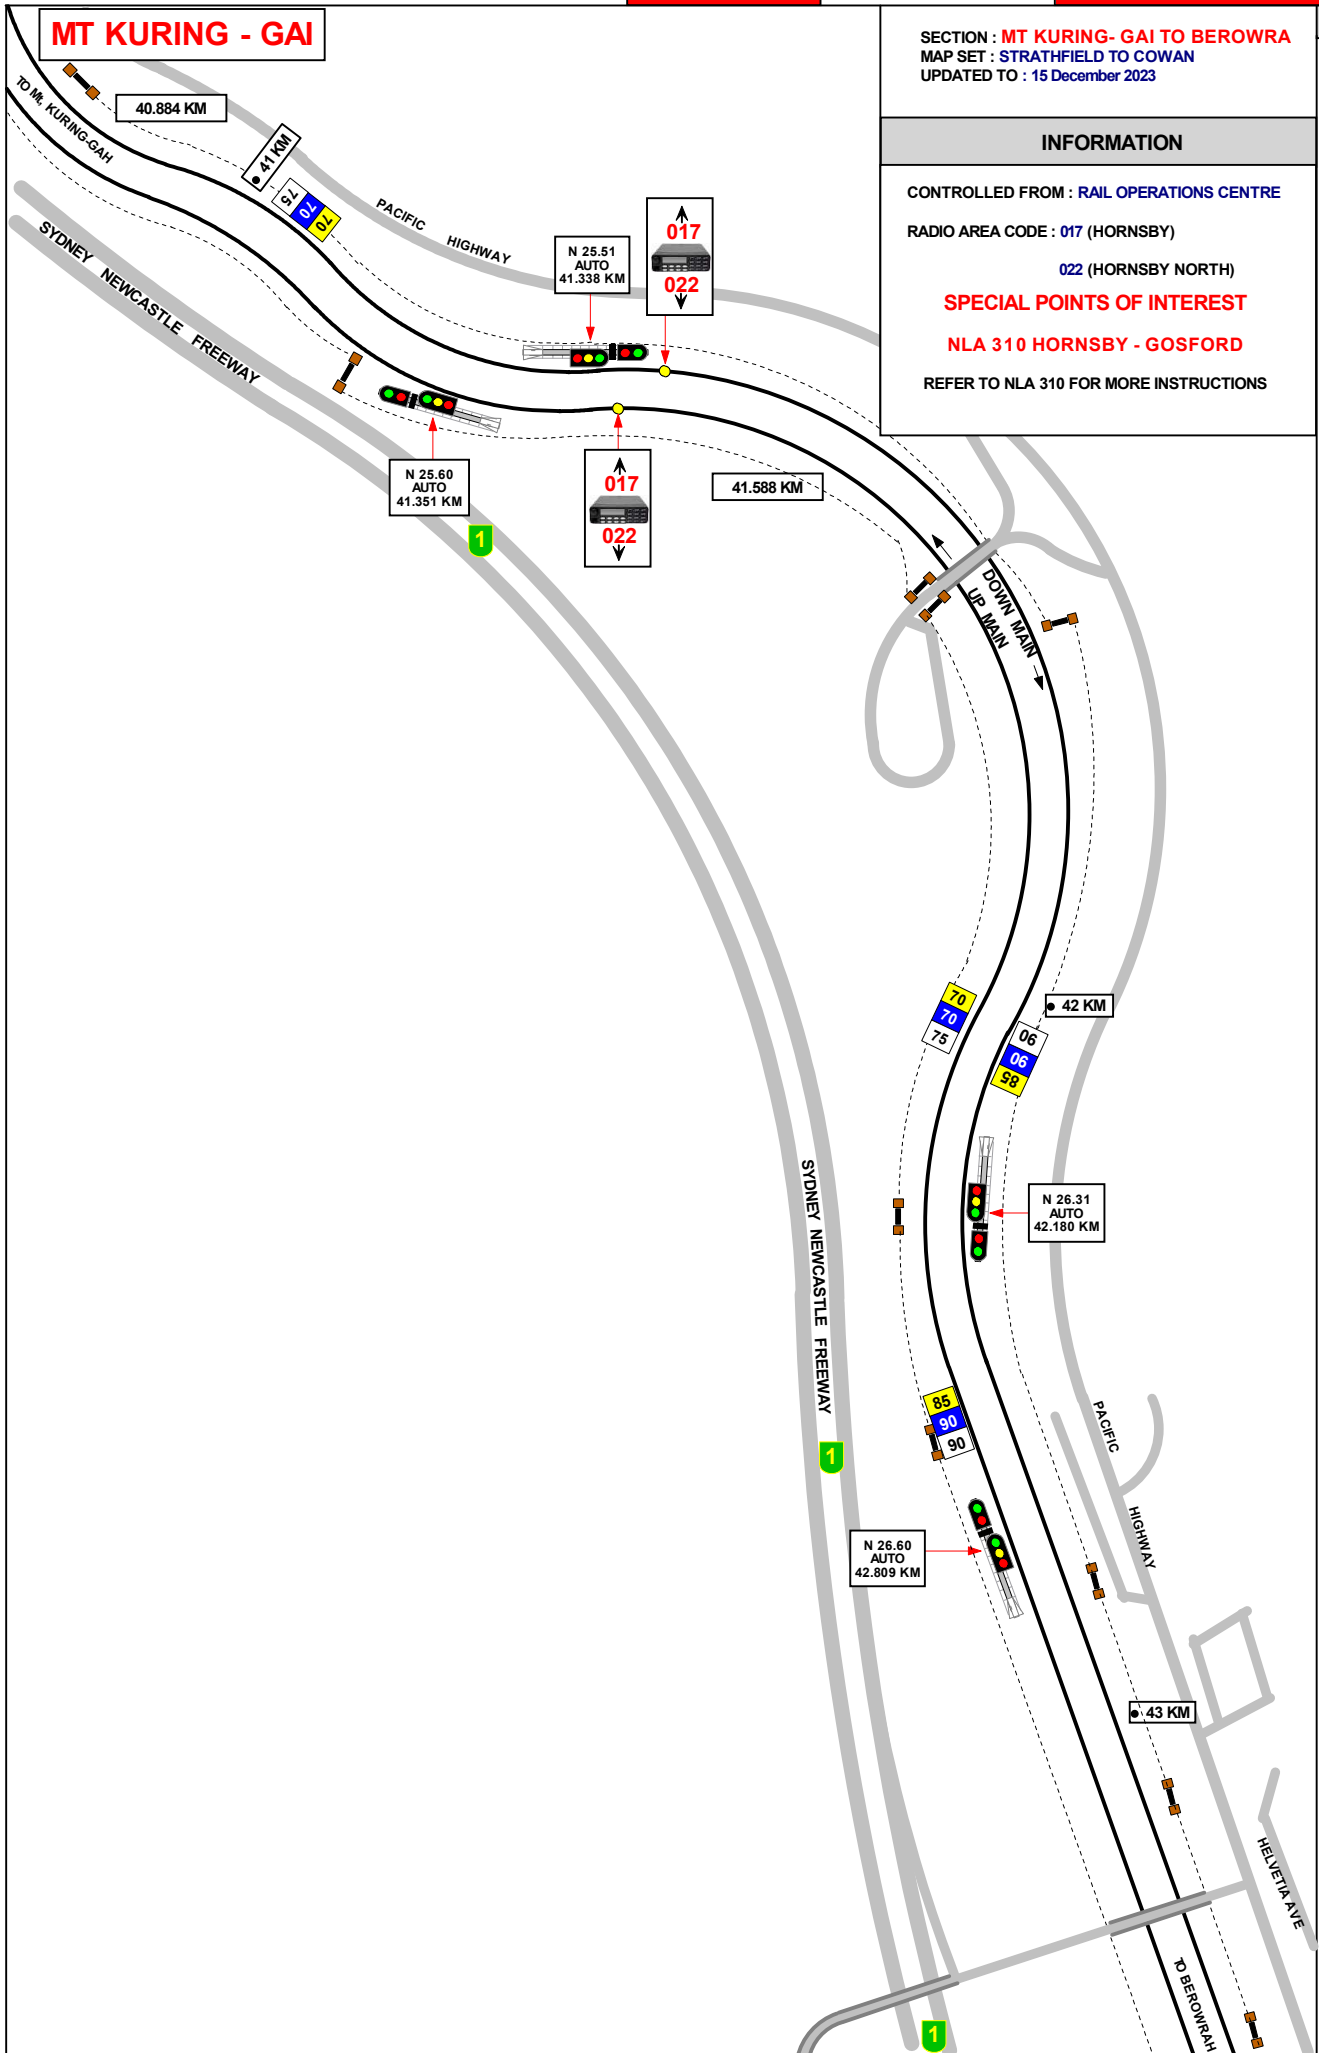 MT KURING - GAI
SECTION : MT KURING- GAI TO BEROWRA
MAP SET : STRATHFIELD TO COWAN
UPDATED TO : 15 December 2023
INFORMATION
CONTROLLED FROM : RAIL OPERATIONS CENTRE
RADIO AREA CODE : 017 (HORNSBY)
022 (HORNSBY NORTH)
SPECIAL POINTS OF INTEREST
NLA 310 HORNSBY - GOSFORD
REFER TO NLA 310 FOR MORE INSTRUCTIONS
TO Mt, KURING-GAH
40.884 KM
41 KM
75
70
70
PACIFIC HIGHWAY
SYDNEY NEWCASTLE FREEWAY
N 25.51
AUTO
41.338 KM
017
022
N 25.60
AUTO
41.351 KM
017
022
41.588 KM
1
DOWN MAIN
UP MAIN
70
70
75
42 KM
90
90
85
SYDNEY NEWCASTLE FREEWAY
N 26.31
AUTO
42.180 KM
85
90
90
PACIFIC HIGHWAY
1
N 26.60
AUTO
42.809 KM
43 KM
HELVETIA AVE
TO BEROWRAH
1